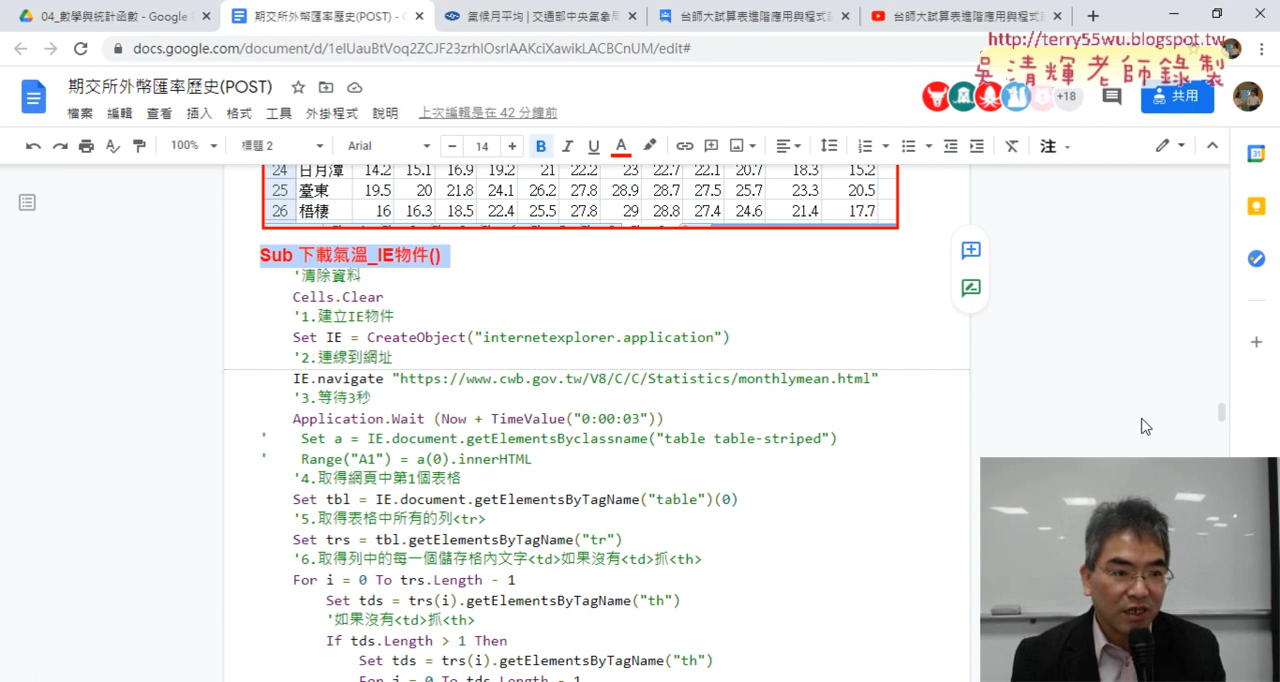 04_數學與統計函數 - Google
期交所外幣匯率歷史(POST) - G
氣候月平均 | 交通部中央氣象局
台師大試算表進階應用與程式設
台師大試算表進階應用與程式設
docs.google.com/document/d/1eIUauBtVoq2ZCJF23zrhIOsrIAAKciXawikLACBCnUM/edit#
http://terry55wu.blogspot.tw
吳清輝老師錄製
期交所外幣匯率歷史(POST)
檔案 編輯 查看 插入 格式 工具 外掛程式 說明 上次編輯是在 42 分鐘前
+18
共用
100% 標題 2 Arial 14 B I U A 注
24 日月潭 14.2 15.1 16.9 19.2 21 22.2 23 22.7 22.1 20.7 18.3 15.2
25 臺東 19.5 20 21.8 24.1 26.2 27.8 28.9 28.7 27.5 25.7 23.3 20.5
26 梧棲 16 16.3 18.5 22.4 25.5 27.8 29 28.8 27.4 24.6 21.4 17.7
Sub 下載氣溫_IE物件()
'清除資料
Cells.Clear
'1.建立IE物件
Set IE = CreateObject("internetexplorer.application")
'2.連線到網址
IE.navigate "https://www.cwb.gov.tw/V8/C/C/Statistics/monthlymean.html"
'3.等待3秒
Application.Wait (Now + TimeValue("0:00:03"))
' Set a = IE.document.getElementsByclassname("table table-striped")
' Range("A1") = a(0).innerHTML
'4.取得網頁中第1個表格
Set tbl = IE.document.getElementsByTagName("table")(0)
'5.取得表格中所有的列<tr>
Set trs = tbl.getElementsByTagName("tr")
'6.取得列中的每一個儲存格內文字<td>如果沒有<td>抓<th>
For i = 0 To trs.Length - 1
Set tds = trs(i).getElementsByTagName("th")
'如果沒有<td>抓<th>
If tds.Length > 1 Then
Set tds = trs(i).getElementsByTagName("th")
For j = 0 To tds.Length - 1